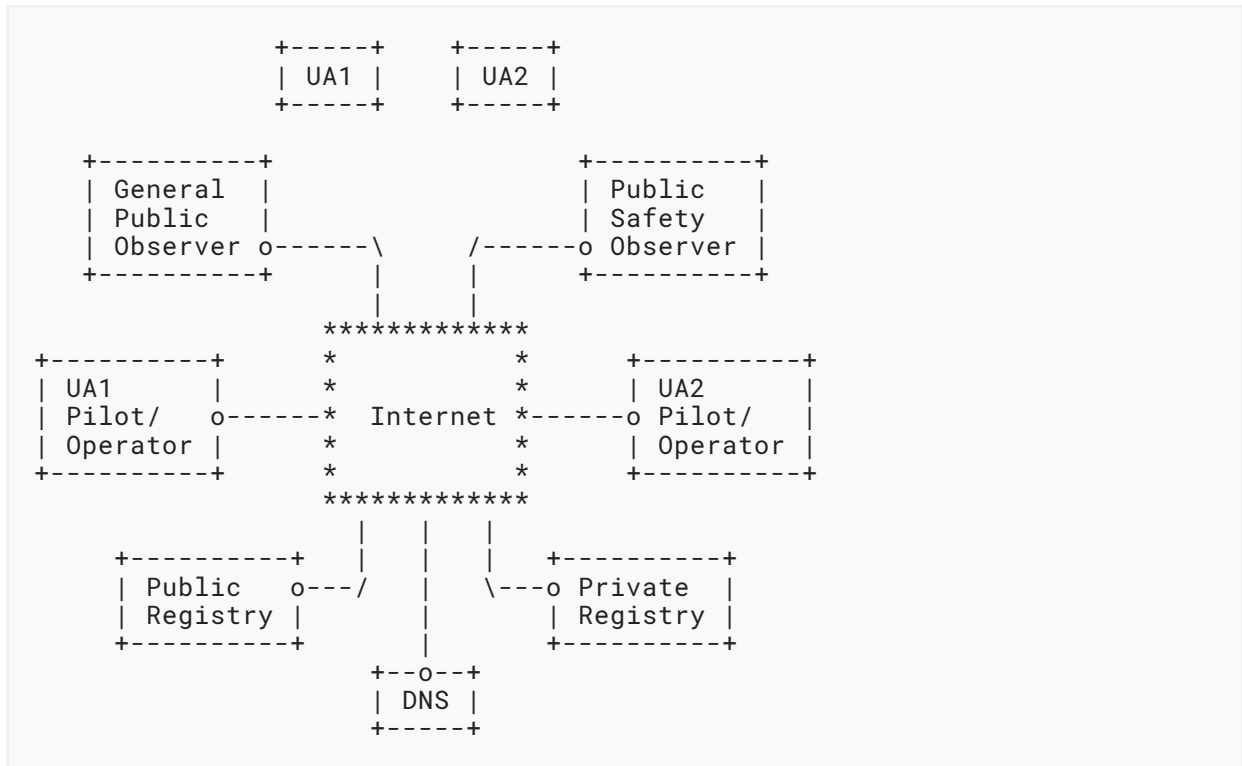 UA1 UA2
General Public
Public Safety
Observer Observer
UA1 UA2
Pilot/ Internet Pilot/
Operator Operator
Public Private
Registry Registry
DNS